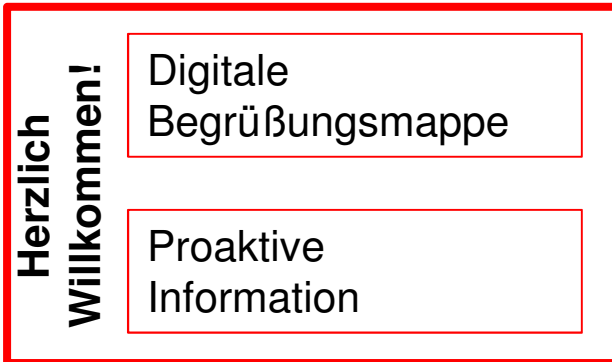 Herzlich
Willkommen!
Digitale
Begrüßungsmappe
Proaktive
Information